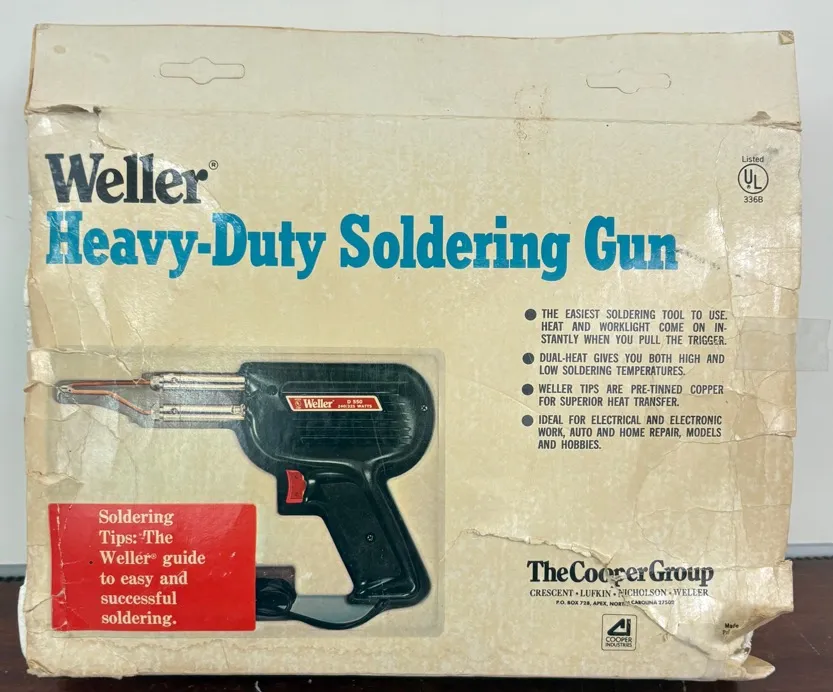 Weller®
Heavy-Duty Soldering Gun
Listed
UL
®
336B
● THE EASIEST SOLDERING TOOL TO USE.
HEAT AND WORKLIGHT COME ON IN-
STANTLY WHEN YOU PULL THE TRIGGER.
● DUAL-HEAT GIVES YOU BOTH HIGH AND
LOW SOLDERING TEMPERATURES.
● WELLER TIPS ARE PRE-TINNED COPPER
FOR SUPERIOR HEAT TRANSFER.
● IDEAL FOR ELECTRICAL AND ELECTRONIC
WORK, AUTO AND HOME REPAIR, MODELS
AND HOBBIES.
Weller®
D 550
240/325 WATTS
Soldering
Tips: The
Weller® guide
to easy and
successful
soldering.
The Cooper Group
CRESCENT • LUFKIN • NICHOLSON • WELLER
P.O. BOX 728, APEX, NORTH CAROLINA 27502
COOPER
INDUSTRIES
Made